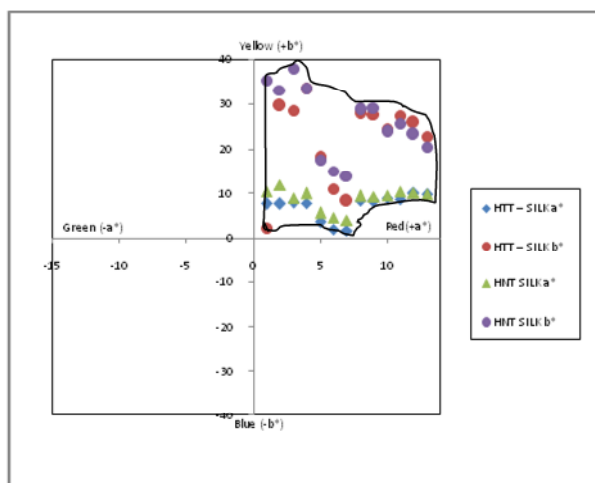 Yellow (+b*)
40
30
20
10
0
Green (-a*)
Red(+a*)
-15
-10
-5
0
5
10
-10
-20
-30
-40
Blue (-b*)
HTT – SILK a*
HTT – SILK b*
HNT SILK a*
HNT SILK b*